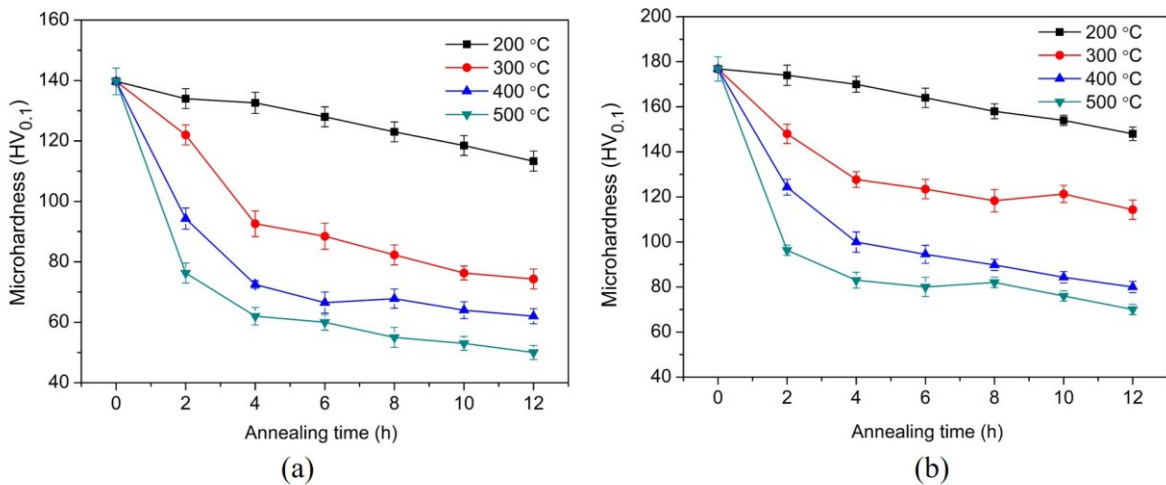 160
140
120
100
80
60
40
Microhardness (HV0.1)
200 °C
300 °C
400 °C
500 °C
0 2 4 6 8 10 12
Annealing time (h)
(a)
200
180
160
140
120
100
80
60
40
Microhardness (HV0.1)
200 °C
300 °C
400 °C
500 °C
0 2 4 6 8 10 12
Annealing time (h)
(b)